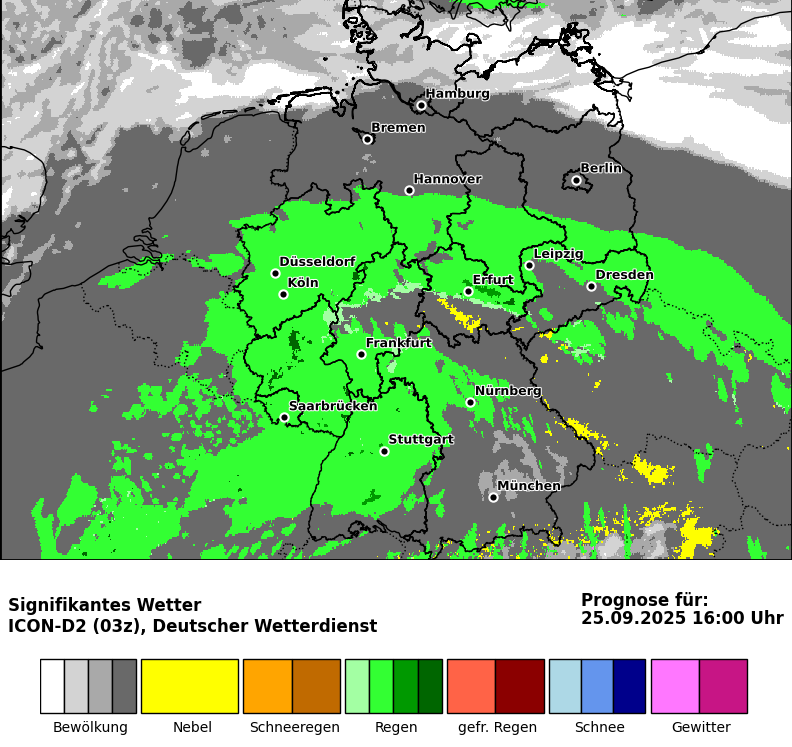 Hamburg
Bremen
Berlin
Hannover
Leipzig
Düsseldorf
Dresden
Köln
Erfurt
Frankfurt
Nürnberg
Saarbrücken
Stuttgart
München
Signifikantes Wetter
ICON-D2 (03z), Deutscher Wetterdienst
Prognose für:
25.09.2025 16:00 Uhr
Bewölkung Nebel Schneeregen Regen gefr. Regen Schnee Gewitter